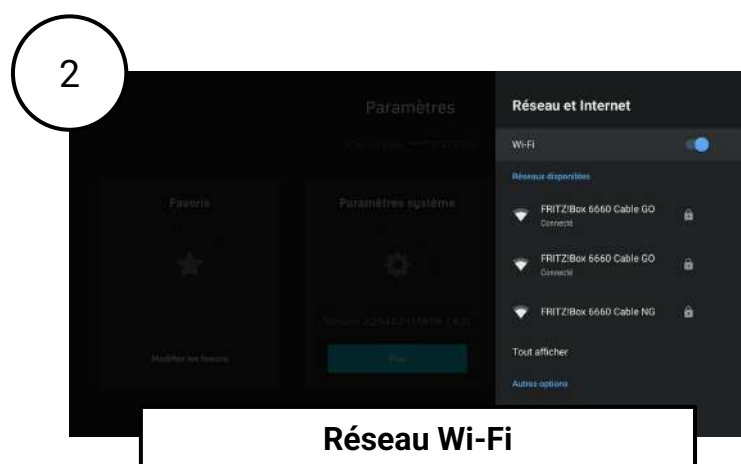 2
Paramètres
Réseau et Internet
Wi-Fi
Réseaux disponibles
Favoris
Paramètres système
FRITZ!Box 6660 Cable GO
Connecté
FRITZ!Box 6660 Cable GO
Connecté
FRITZ!Box 6660 Cable NG
Modifier les favoris
Plus
Tout afficher
Autres options
Réseau Wi-Fi